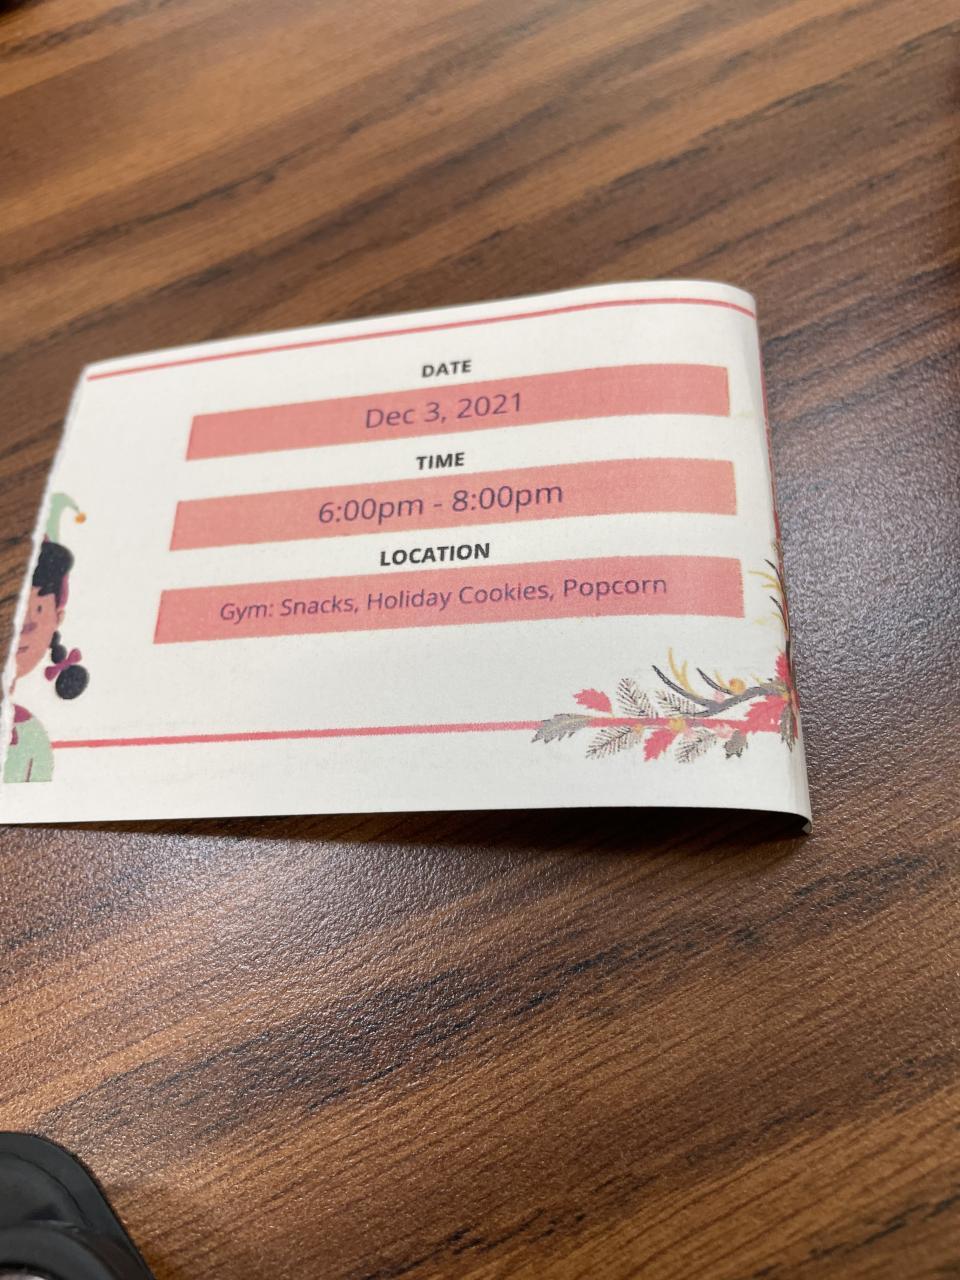 DATE
Dec 3, 2021
TIME
6:00pm - 8:00pm
LOCATION
Gym: Snacks, Holiday Cookies, Popcorn